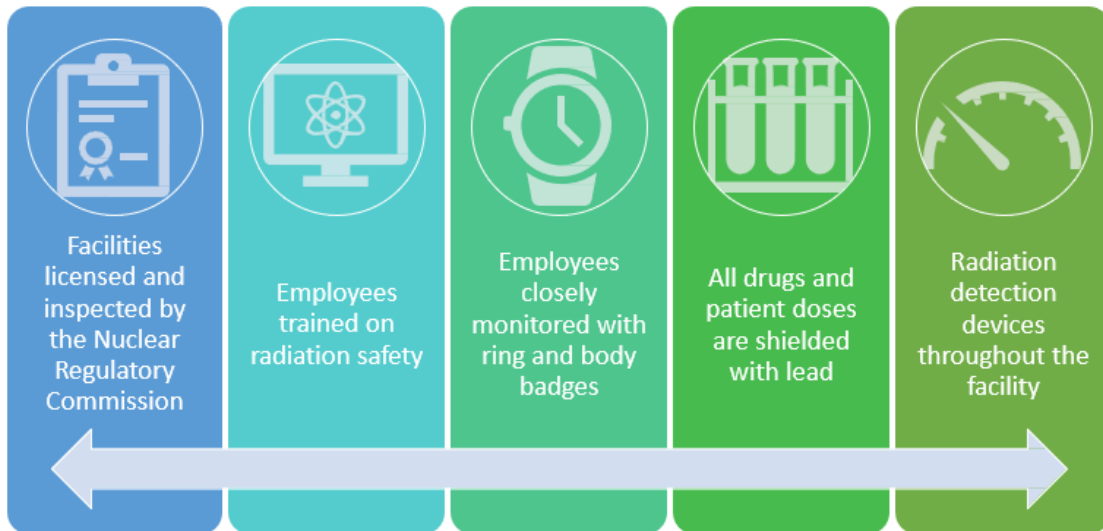 Facilities
licensed and
inspected by
the Nuclear
Regulatory
Commission
Employees
trained on
radiation safety
Employees
closely
monitored with
ring and body
badges
All drugs and
patient doses
are shielded
with lead
Radiation
detection
devices
throughout the
facility